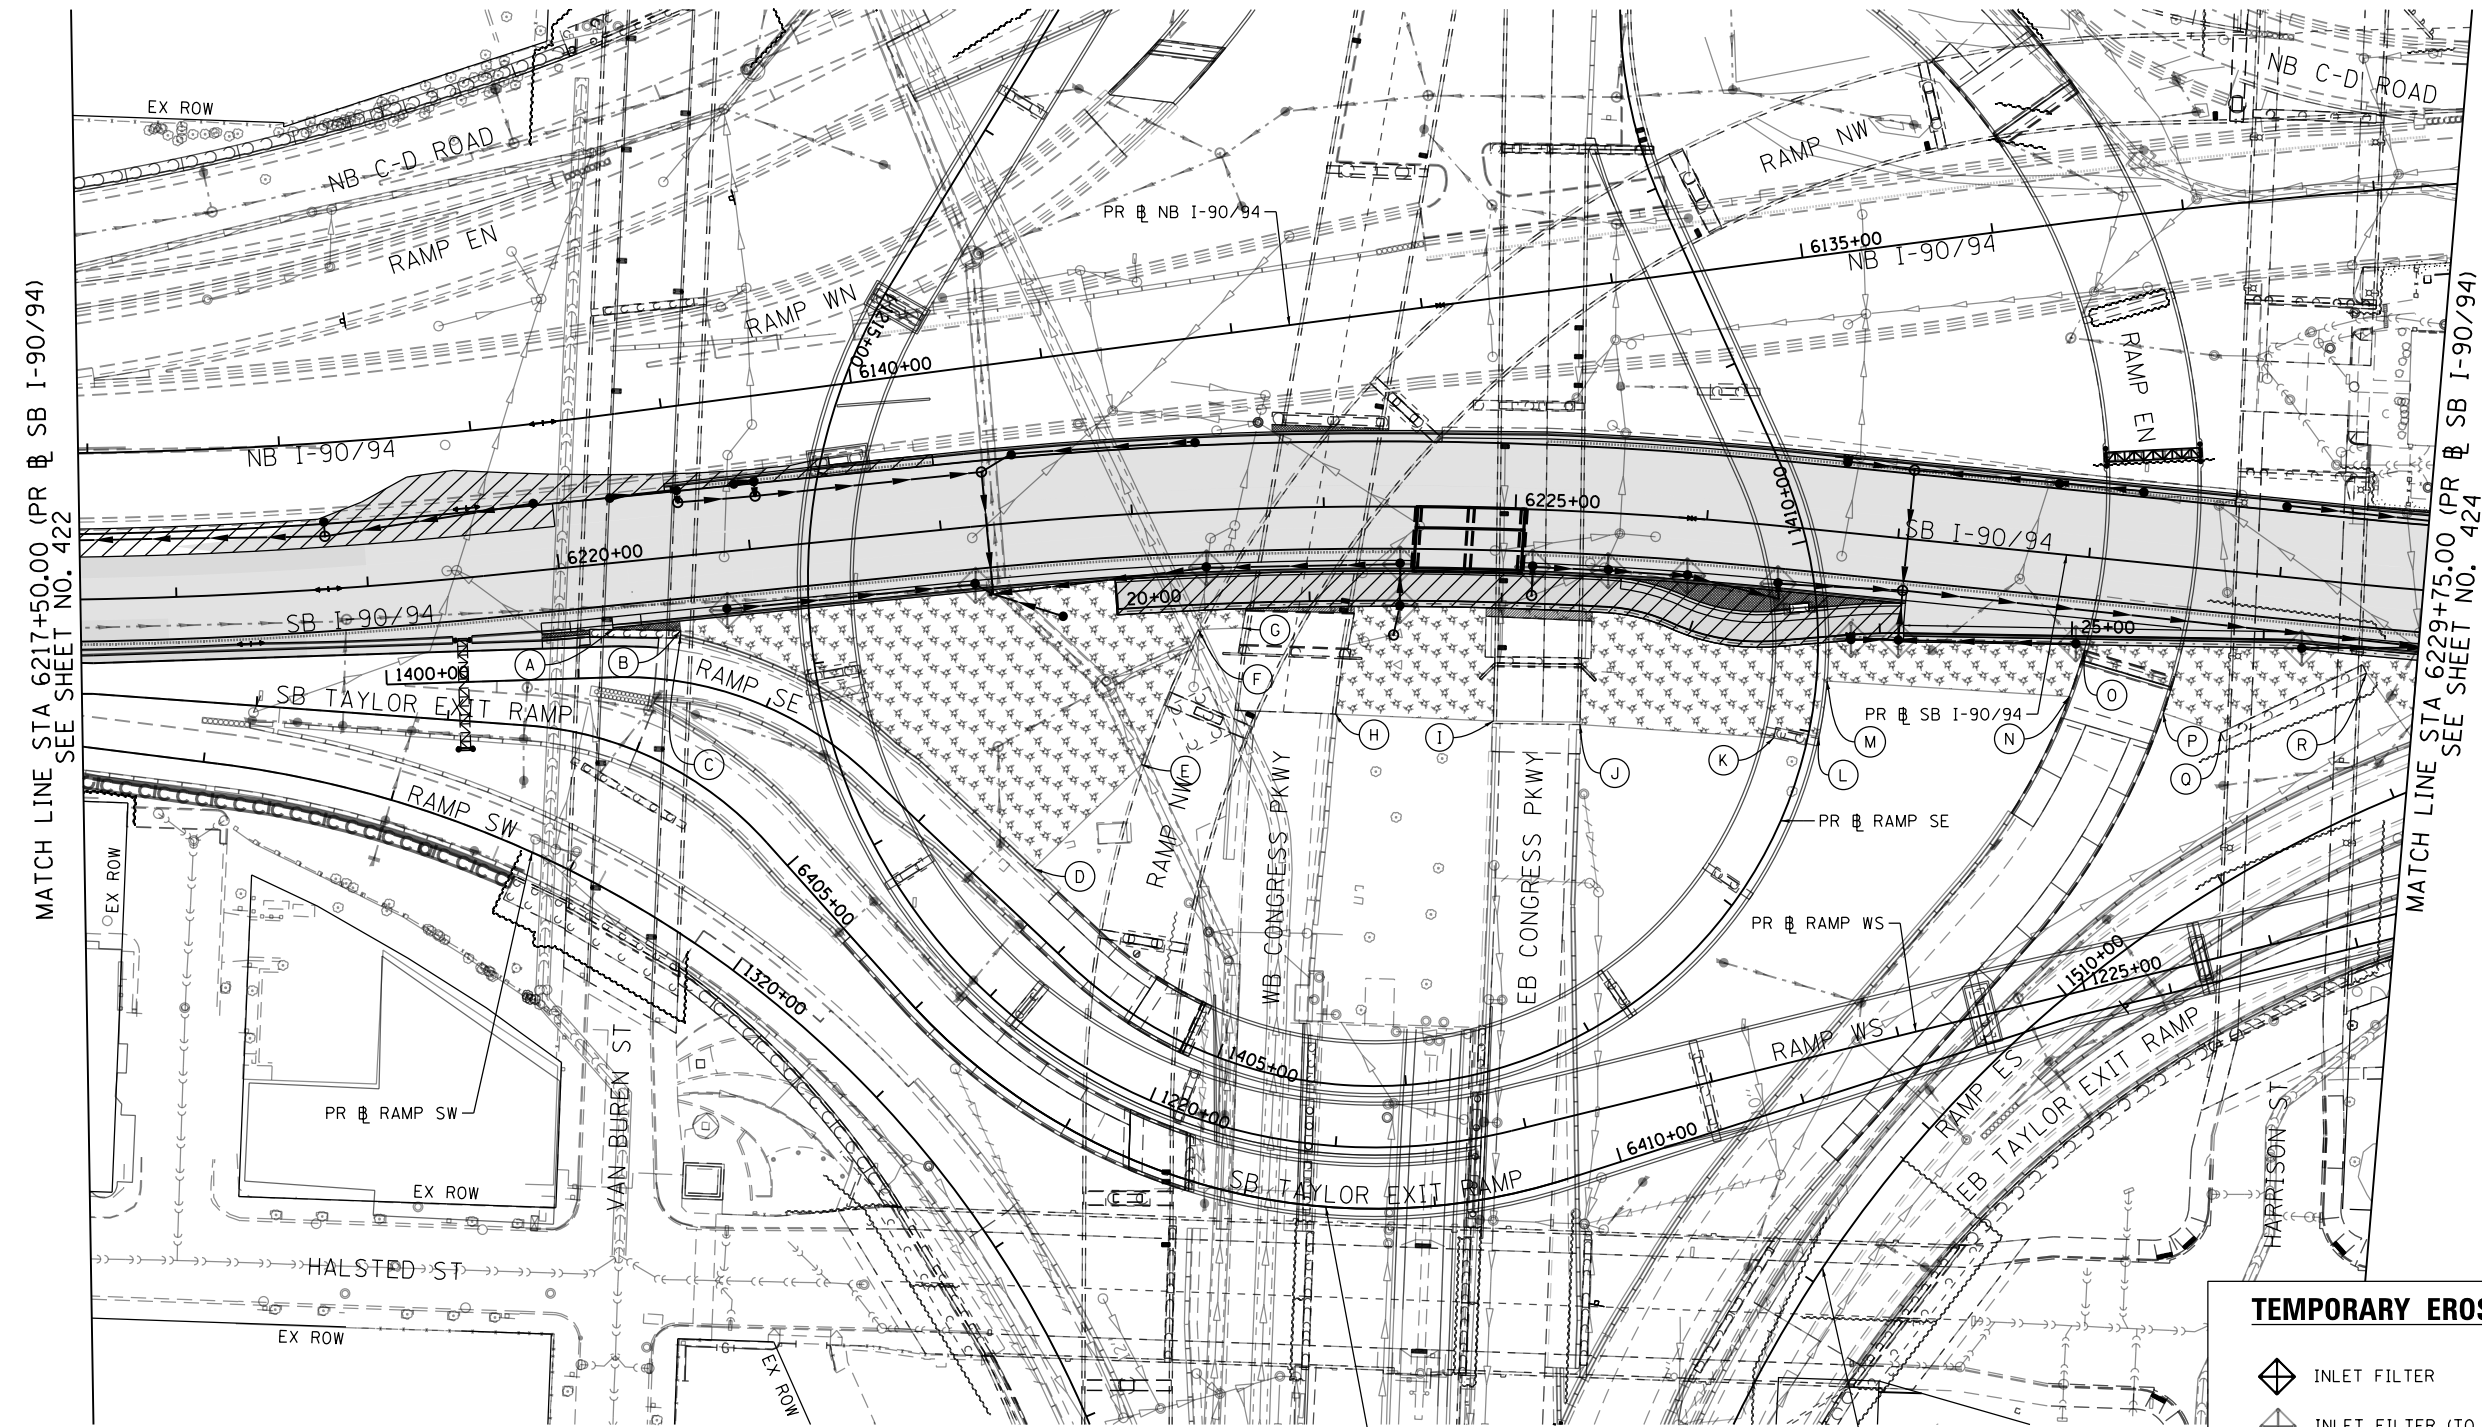 EX ROW
NB C-D ROAD
NB C-D ROAD
RAMP NW
RAMP EN
PR ℄ NB I-90/94
6135+00
NB I-90/94
RAMP WN
1215+00
6140+00
RAMP EN
NB I-90/94
MATCH LINE STA 6217+50.00 (PR ℄ SB I-90/94)
SEE SHEET NO. 422
MATCH LINE STA 6229+75.00 (PR ℄ SB I-90/94)
SEE SHEET NO. 424
6225+00
1410+00
SB I-90/94
6220+00
20+00
SB I-90/94
25+00
A
B
G
F
1400+00
RAMP SE
SB TAYLOR EXIT RAMP
O
PR ℄ SB I-90/94
H
I
M
N
P
R
C
E
J
K
L
Q
RAMP SW
RAMP NW
WB CONGRESS PKWY
EB CONGRESS PKWY
PR ℄ RAMP SE
D
EX ROW
6405+00
PR ℄ RAMP WS
1320+00
1510+00
1225+00
RAMP WS
1405+00
RAMP ES
EB TAYLOR EXIT RAMP
1220+00
PR ℄ RAMP SW
VAN BUREN ST
6410+00
SB TAYLOR EXIT RAMP
HARRISON ST
EX ROW
HALSTED ST
EX ROW
EX ROW
TEMPORARY EROS
INLET FILTER
INLET FILTER (TO